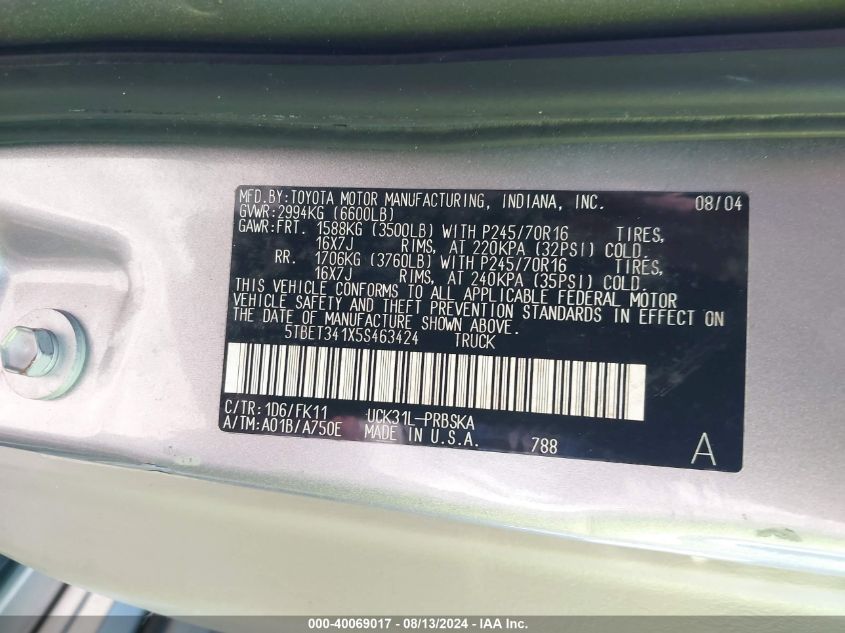 MFD.BY:TOYOTA MOTOR MANUFACTURING, INDIANA, INC. 08/04
GVWR:2994KG (6600LB)
GAWR:FRT. 1588KG (3500LB) WITH P245/70R16 TIRES,
16X7J RIMS, AT 220KPA (32PSI) COLD.
RR. 1706KG (3760LB) WITH P245/70R16 TIRES,
16X7J RIMS, AT 240KPA (35PSI) COLD.
THIS VEHICLE CONFORMS TO ALL APPLICABLE FEDERAL MOTOR
VEHICLE SAFETY AND THEFT PREVENTION STANDARDS IN EFFECT ON
THE DATE OF MANUFACTURE SHOWN ABOVE.
5TBET341X5S463424 TRUCK
C/TR:1D6/FK11 UCK31L-PRBSKA
A/TM:A01B/A750E MADE IN U.S.A. 788 A
000-40069017 - 08/13/2024 - IAA Inc.